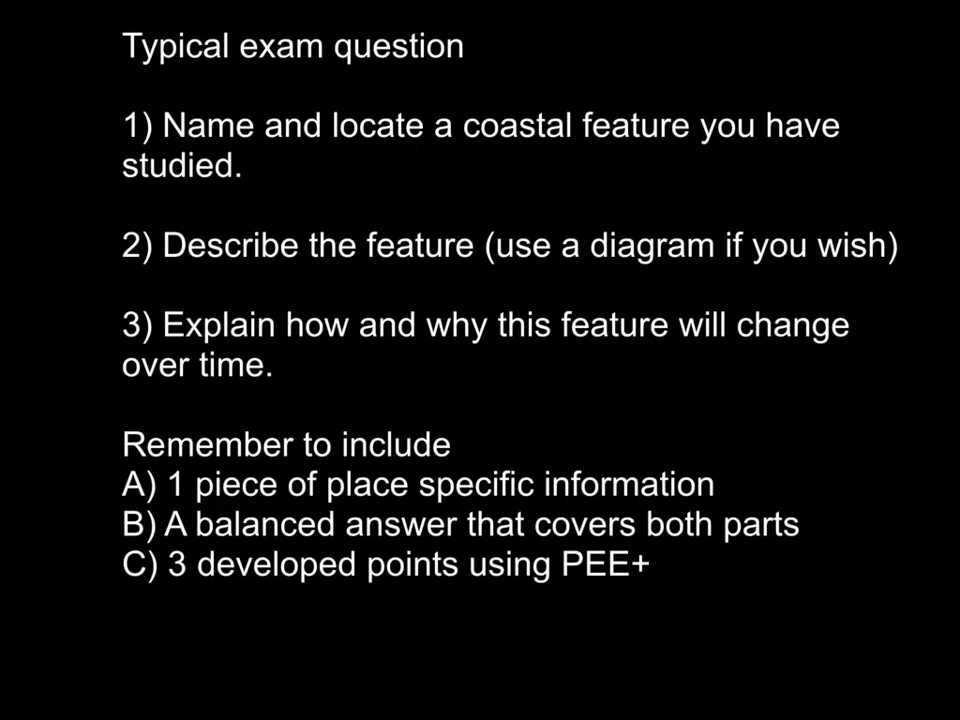 Typical exam question
1) Name and locate a coastal feature you have
studied.
2) Describe the feature (use a diagram if you wish)
3) Explain how and why this feature will change
over time.
Remember to include
A) 1 piece of place specific information
B) A balanced answer that covers both parts
C) 3 developed points using PEE+